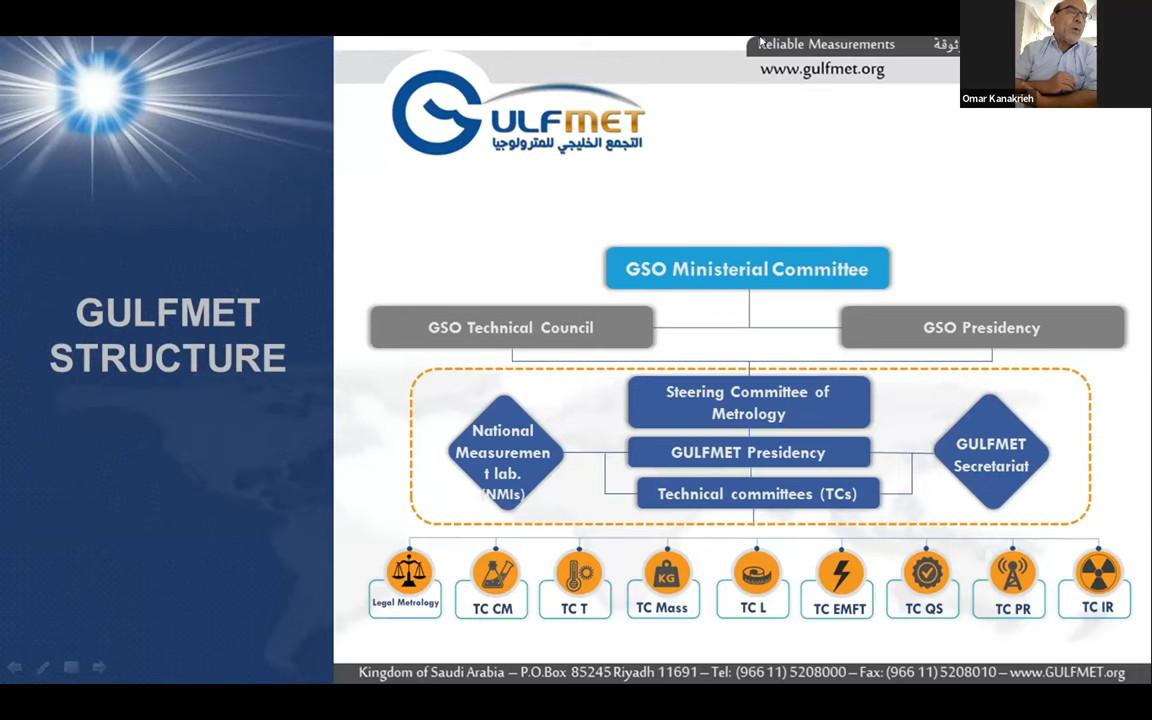 Reliable Measurements
www.gulfmet.org
Omar Kanakrieh
GULFMET
التجمع الخليجي للمترولوجيا
GULFMET
STRUCTURE
GSO Ministerial Committee
GSO Technical Council
GSO Presidency
Steering Committee of
Metrology
National
Measuremen
t lab.
(NMIs)
GULFMET Presidency
GULFMET
Secretariat
Technical committees (TCs)
KG
Legal Metrology
TC CM
TC T
TC Mass
TC L
TC EMFT
TC QS
TC PR
TC IR
Kingdom of Saudi Arabia – P.O.Box 85245 Riyadh 11691 – Tel: (966 11) 5208000 – Fax: (966 11) 5208010 – www.GULFMET.org